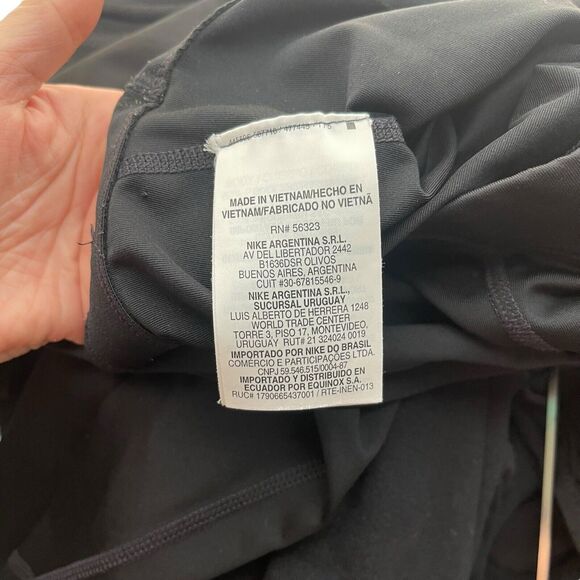 MADE IN VIETNAM/HECHO EN
VIETNAM/FABRICADO NO VIETNÃ
RN# 56323
NIKE ARGENTINA S.R.L.
AV DEL LIBERTADOR 2442
B1636DSR OLIVOS
BUENOS AIRES, ARGENTINA
CUIT #30-67815546-9
NIKE ARGENTINA S.R.L.,
SUCURSAL URUGUAY
LUIS ALBERTO DE HERRERA 1248
WORLD TRADE CENTER
TORRE 3, PISO 17, MONTEVIDEO,
URUGUAY RUT# 21 324024 0019
IMPORTADO POR NIKE DO BRASIL
COMÉRCIO E PARTICIPAÇÕES LTDA.
CNPJ 59.546.515/0004-87
IMPORTADO Y DISTRIBUIDO EN
ECUADOR POR EQUINOX S.A.
RUC# 1790665437001 / RTE-INEN-013